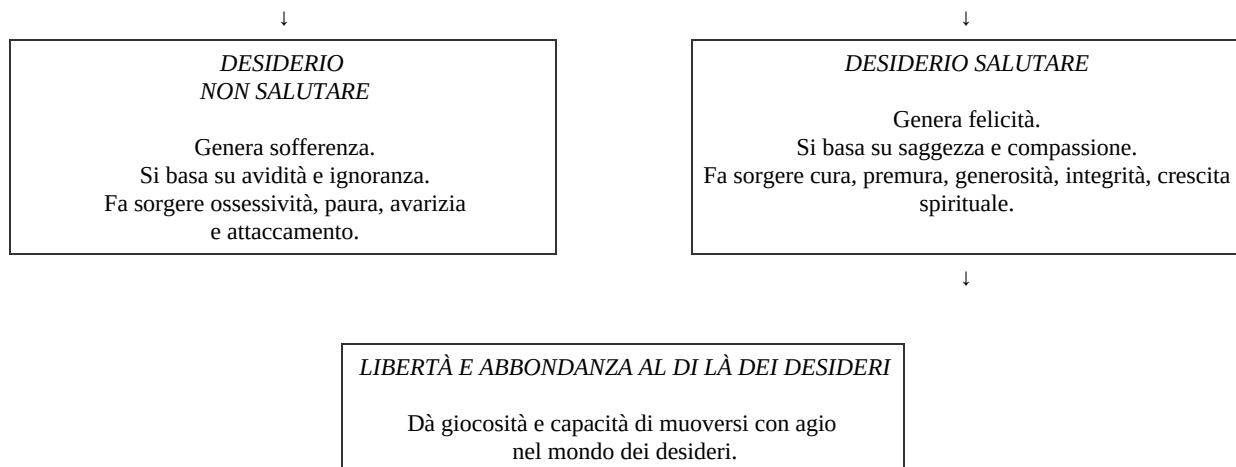 ↓
↓
DESIDERIO
NON SALUTARE
Genera sofferenza.
Si basa su avidità e ignoranza.
Fa sorgere ossessività, paura, avarizia
e attaccamento.
DESIDERIO SALUTARE
Genera felicità.
Si basa su saggezza e compassione.
Fa sorgere cura, premura, generosità, integrità, crescita
spirituale.
↓
LIBERTÀ E ABBONDANZA AL DI LÀ DEI DESIDERI
Dà giocosità e capacità di muoversi con agio
nel mondo dei desideri.